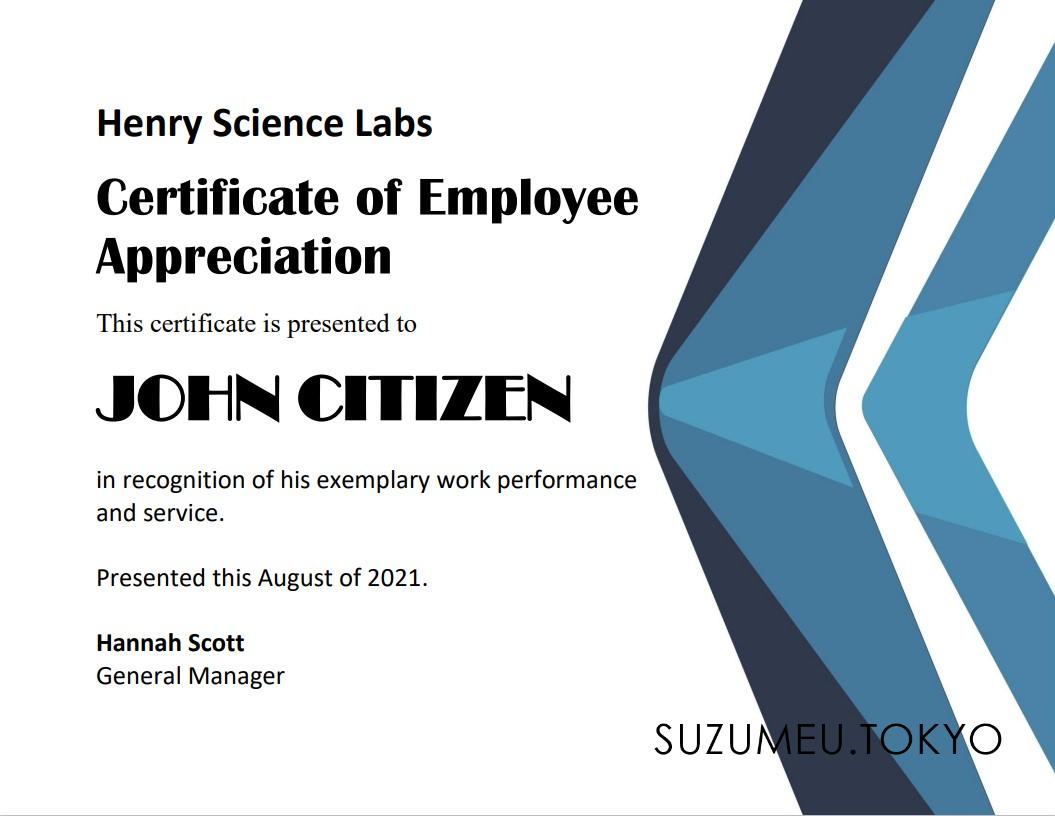 Henry Science Labs
Certificate of Employee
Appreciation
This certificate is presented to
JOHN CITIZEN
in recognition of his exemplary work performance
and service.
Presented this August of 2021.
Hannah Scott
General Manager
SUZUMEU.TOKYO